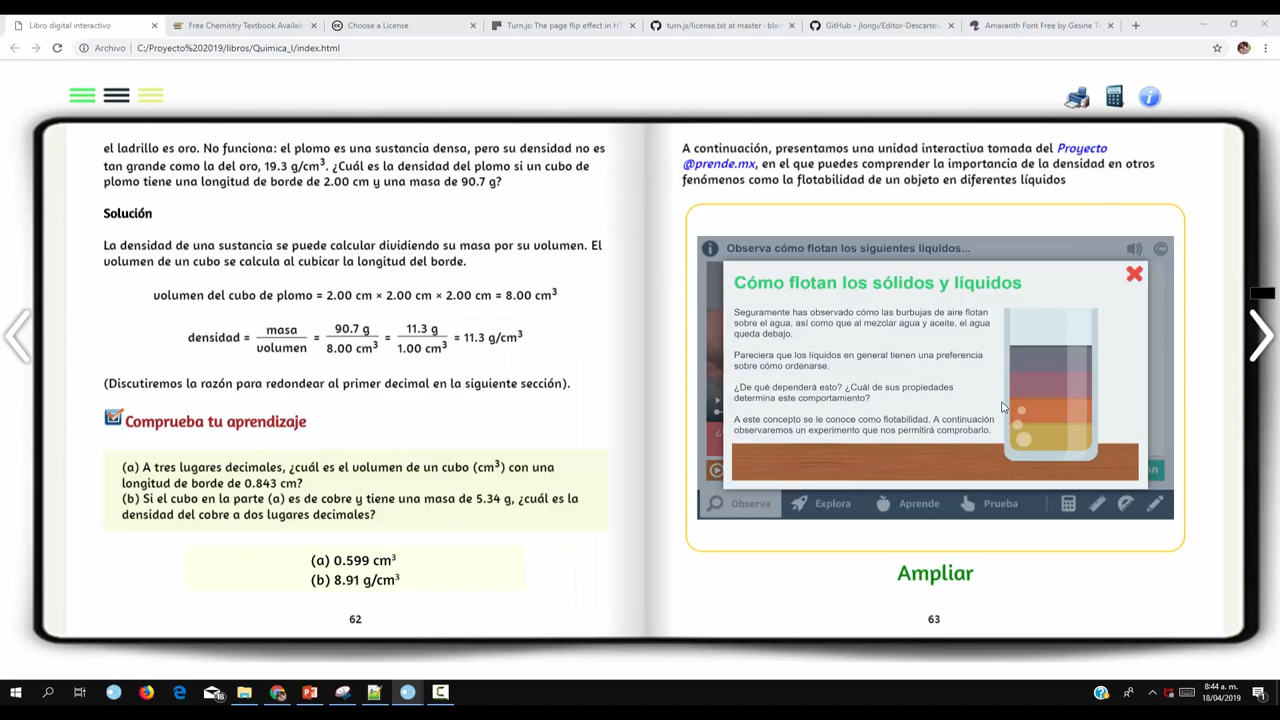 Libro digital interactivo
Free Chemistry Textbook Availa
Choose a License
Turn.js: The page flip effect in HT
turn.js/license.txt at master · bla
GitHub - jlongi/Editor-Descartes
Amaranth Font Free by Gesine T
Archivo
C:/Proyecto%202019/libros/Quimica_I/index.html
el ladrillo es oro. No funciona: el plomo es una sustancia densa, pero su densidad no es
tan grande como la del oro, 19.3 g/cm³. ¿Cuál es la densidad del plomo si un cubo de
plomo tiene una longitud de borde de 2.00 cm y una masa de 90.7 g?
Solución
La densidad de una sustancia se puede calcular dividiendo su masa por su volumen. El
volumen de un cubo se calcula al cubicar la longitud del borde.
volumen del cubo de plomo = 2.00 cm × 2.00 cm × 2.00 cm = 8.00 cm³
densidad = masa / volumen = 90.7 g / 8.00 cm³ = 11.3 g / 1.00 cm³ = 11.3 g/cm³
(Discutiremos la razón para redondear al primer decimal en la siguiente sección).
Comprueba tu aprendizaje
(a) A tres lugares decimales, ¿cuál es el volumen de un cubo (cm³) con una
longitud de borde de 0.843 cm?
(b) Si el cubo en la parte (a) es de cobre y tiene una masa de 5.34 g, ¿cuál es la
densidad del cobre a dos lugares decimales?
(a) 0.599 cm³
(b) 8.91 g/cm³
62
A continuación, presentamos una unidad interactiva tomada del Proyecto
@prende.mx, en el que puedes comprender la importancia de la densidad en otros
fenómenos como la flotabilidad de un objeto en diferentes líquidos
Observa cómo flotan los siguientes líquidos...
Cómo flotan los sólidos y líquidos
Seguramente has observado cómo las burbujas de aire flotan
sobre el agua, así como que al mezclar agua y aceite, el agua
queda debajo.
Pareciera que los líquidos en general tienen una preferencia
sobre cómo ordenarse.
¿De qué dependerá esto? ¿Cuál de sus propiedades
determina este comportamiento?
A este concepto se le conoce como flotabilidad. A continuación
observaremos un experimento que nos permitirá comprobarlo.
Observa
Explora
Aprende
Prueba
Ampliar
63
8:44 a. m.
18/04/2019